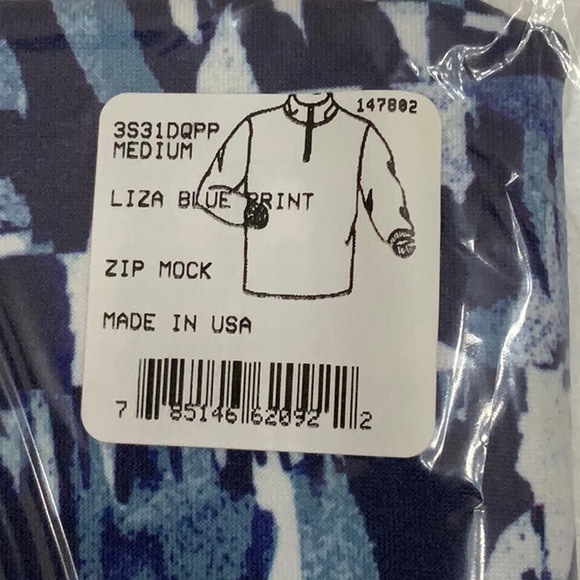 147802
3S31DQPP
MEDIUM
LIZA BLUE PRINT
ZIP MOCK
MADE IN USA
7 85146 62092 2